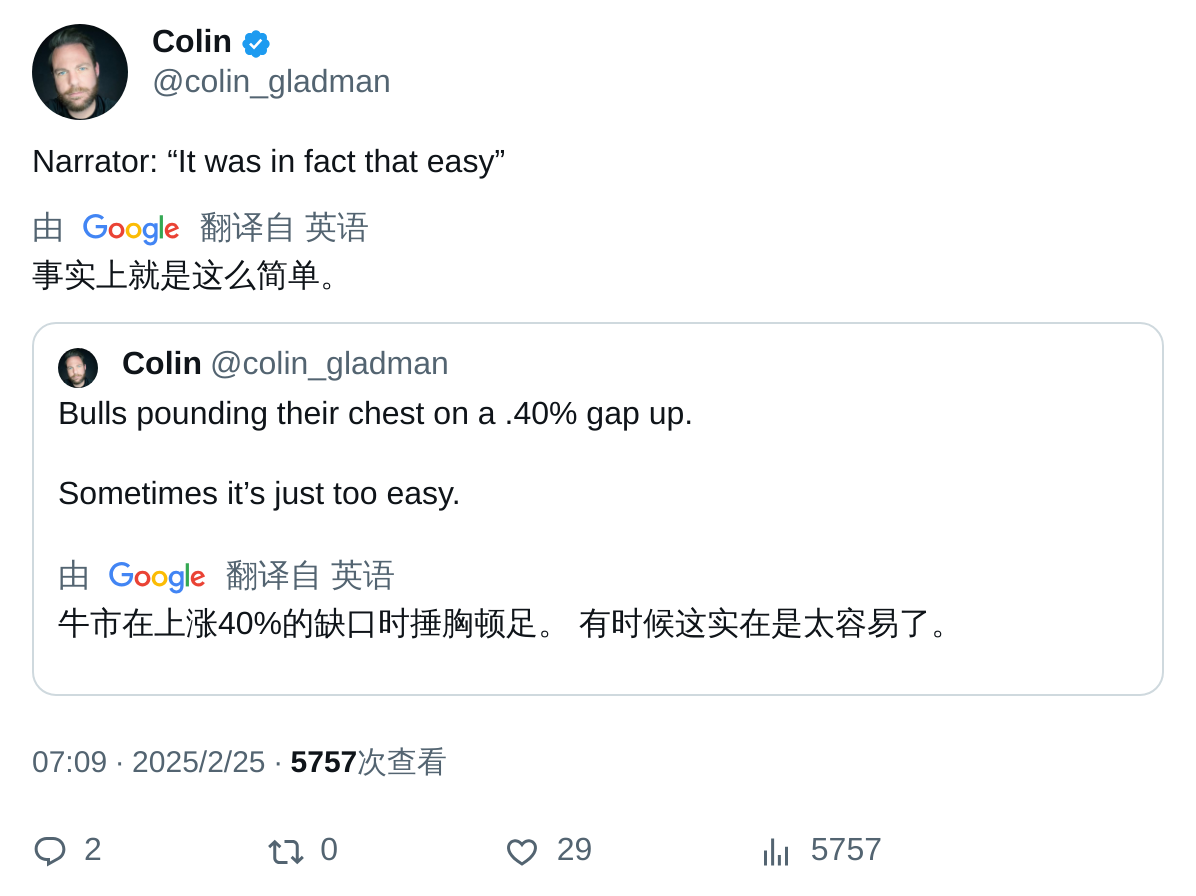 Colin
@colin_gladman
Narrator: “It was in fact that easy”
由 Google 翻译自 英语
事实上就是这么简单。
Colin @colin_gladman
Bulls pounding their chest on a .40% gap up.
Sometimes it’s just too easy.
由 Google 翻译自 英语
牛市在上涨40%的缺口时捶胸顿足。 有时候这实在是太容易了。
07:09 · 2025/2/25 · 5757次查看
2 0 29 5757